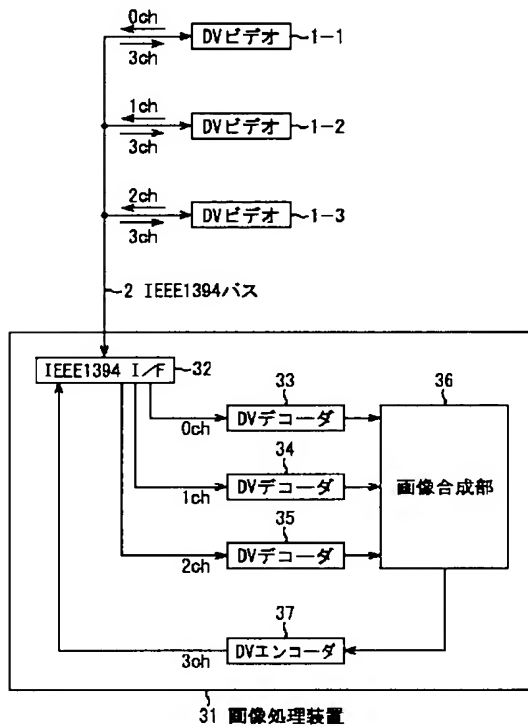 0ch
DVビデオ 1-1
3ch
1ch
DVビデオ 1-2
3ch
2ch
DVビデオ 1-3
3ch
2 IEEE1394バス
IEEE1394 I/F 32
33
36
DVデコーダ
0ch
34
DVデコーダ
画像合成部
1ch
35
DVデコーダ
2ch
37
DVエンコーダ
3ch
31 画像処理装置